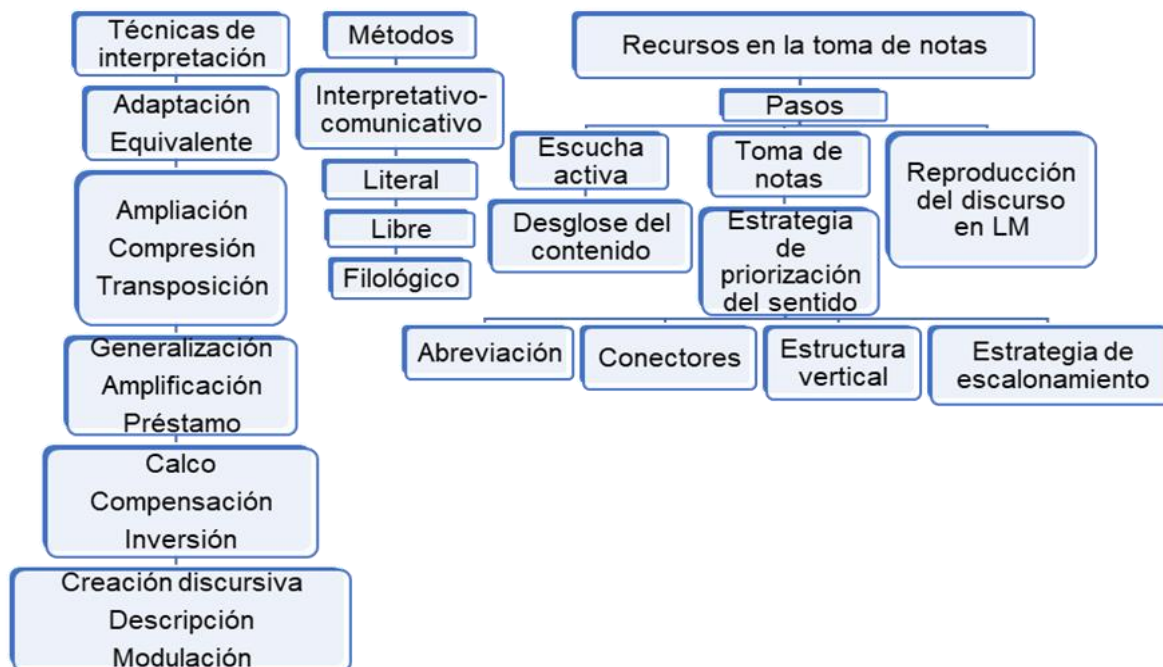 Técnicas de
interpretación
Adaptación
Equivalente
Ampliación
Compresión
Transposición
Generalización
Amplificación
Préstamo
Calco
Compensación
Inversión
Creación discursiva
Descripción
Modulación
Métodos
Interpretativo-
comunicativo
Literal
Libre
Filológico
Recursos en la toma de notas
Pasos
Escucha
activa
Desglose del
contenido
Toma de
notas
Estrategia
de
priorización
del sentido
Reproducción
del discurso
en LM
Abreviación
Conectores
Estructura
vertical
Estrategia de
escalonamiento